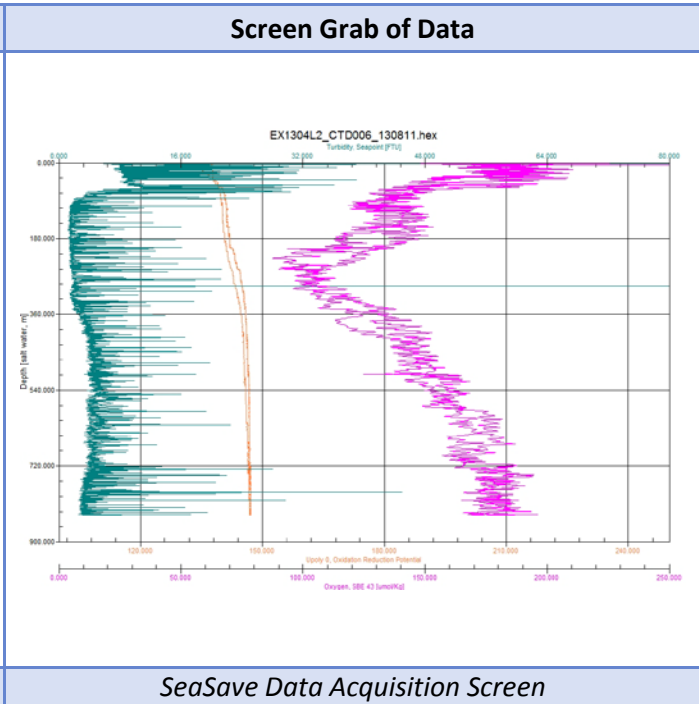 Screen Grab of Data
EX1304L2_CTD006_130811.hex
Turbidity, Seapoint [FTU]
0.000 16.000 32.000 48.000 64.000 80.000
0.000
180.000
360.000
540.000
720.000
900.000
Depth [salt water, m]
120.000 150.000 180.000 210.000 240.000
Upoly 0, Oxidation Reduction Potential
0.000 50.000 100.000 150.000 200.000 250.000
Oxygen, SBE 43 [umol/Kg]
SeaSave Data Acquisition Screen